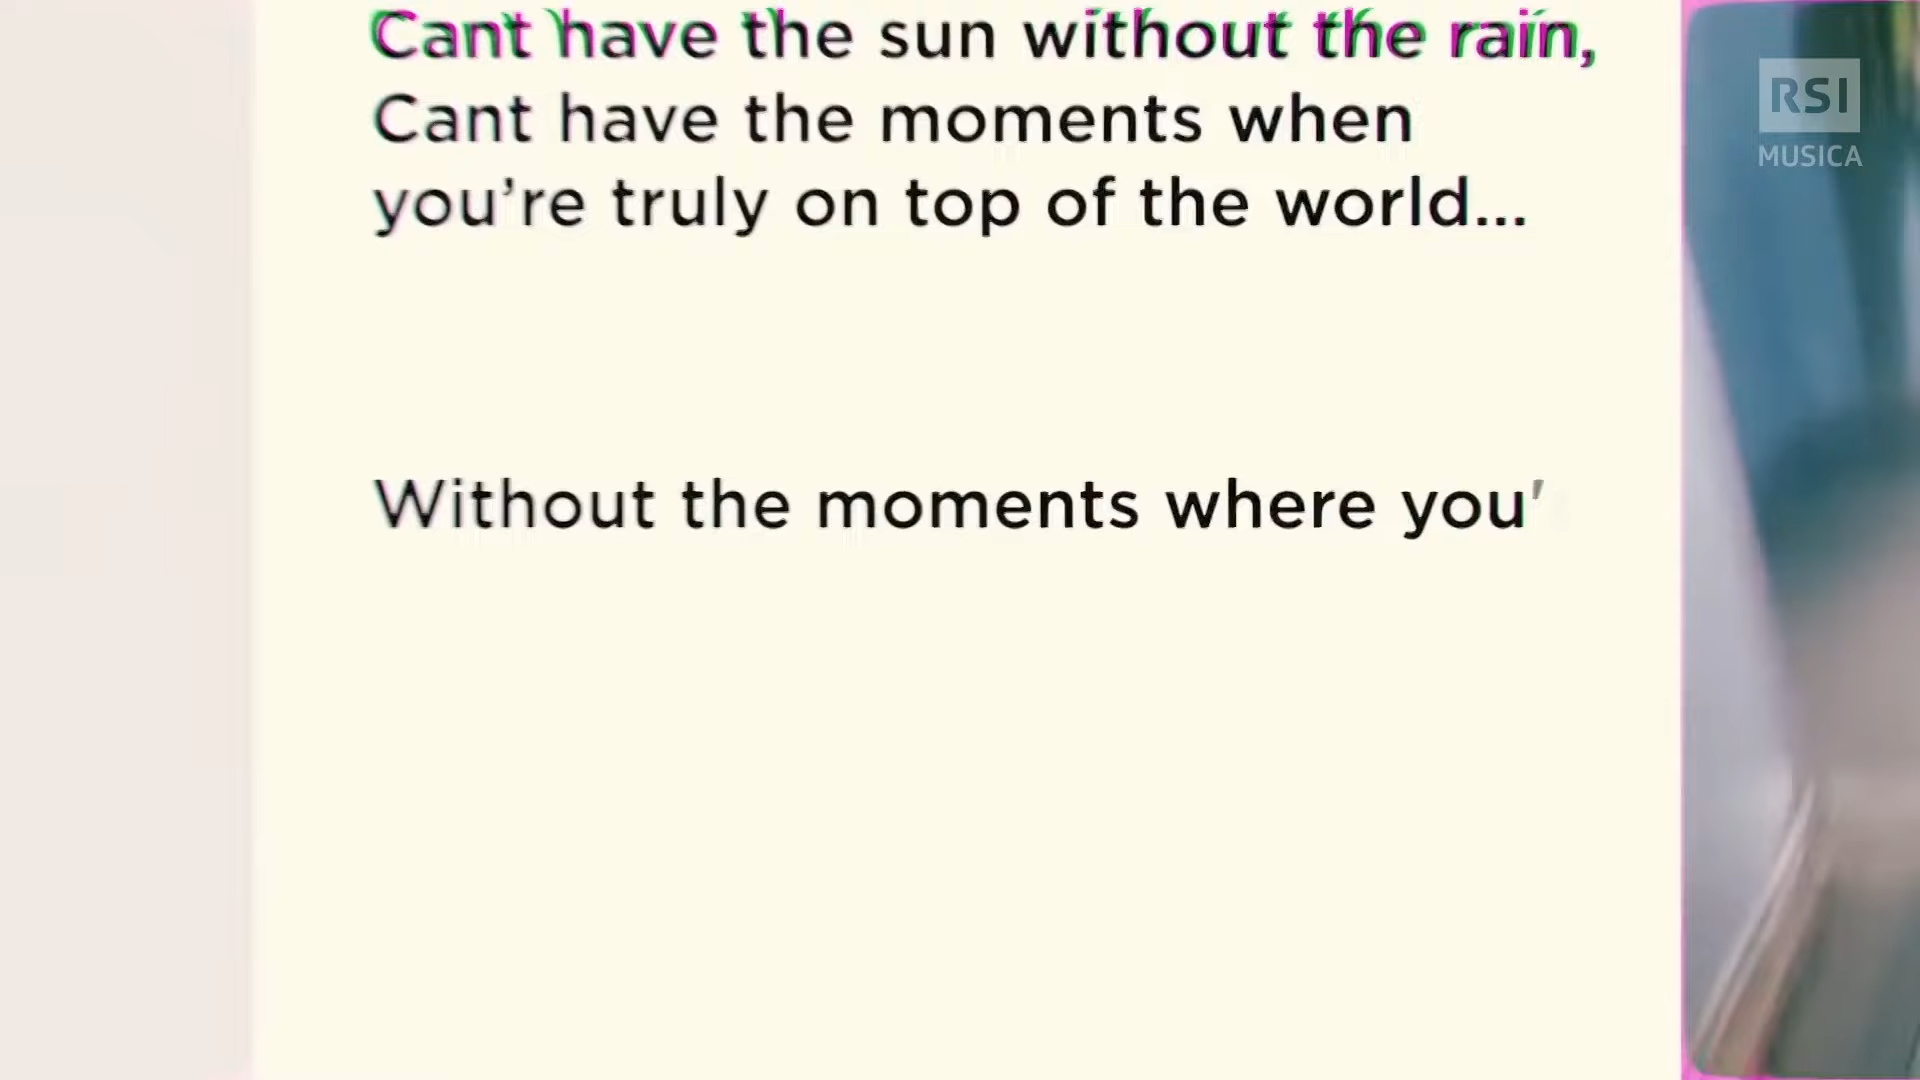 Cant have the sun without the rain,
Cant have the moments when
you’re truly on top of the world...
Without the moments where you'
RSI
MUSICA